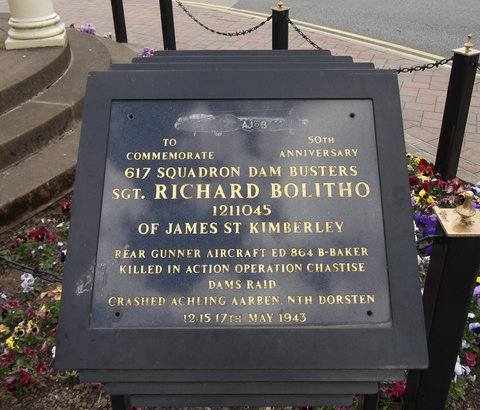 AJ B
TO 50TH
COMMEMORATE ANNIVERSARY
617 SQUADRON DAM BUSTERS
SGT. RICHARD BOLITHO
1211045
OF JAMES ST KIMBERLEY
REAR GUNNER AIRCRAFT ED 864 B-BAKER
KILLED IN ACTION OPERATION CHASTISE
DAMS RAID
CRASHED ACHLING AARBEN. NTH DORSTEN
12·15 17TH MAY 1943